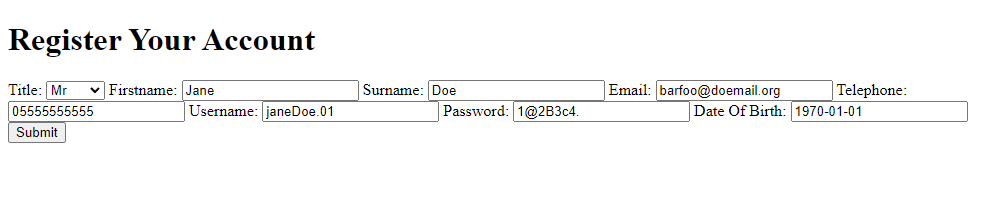 Register Your Account
Title: Mr Firstname: Jane Surname: Doe Email: barfoo@doemail.org Telephone:
05555555555 Username: janeDoe.01 Password: 1@2B3c4. Date Of Birth: 1970-01-01
Submit